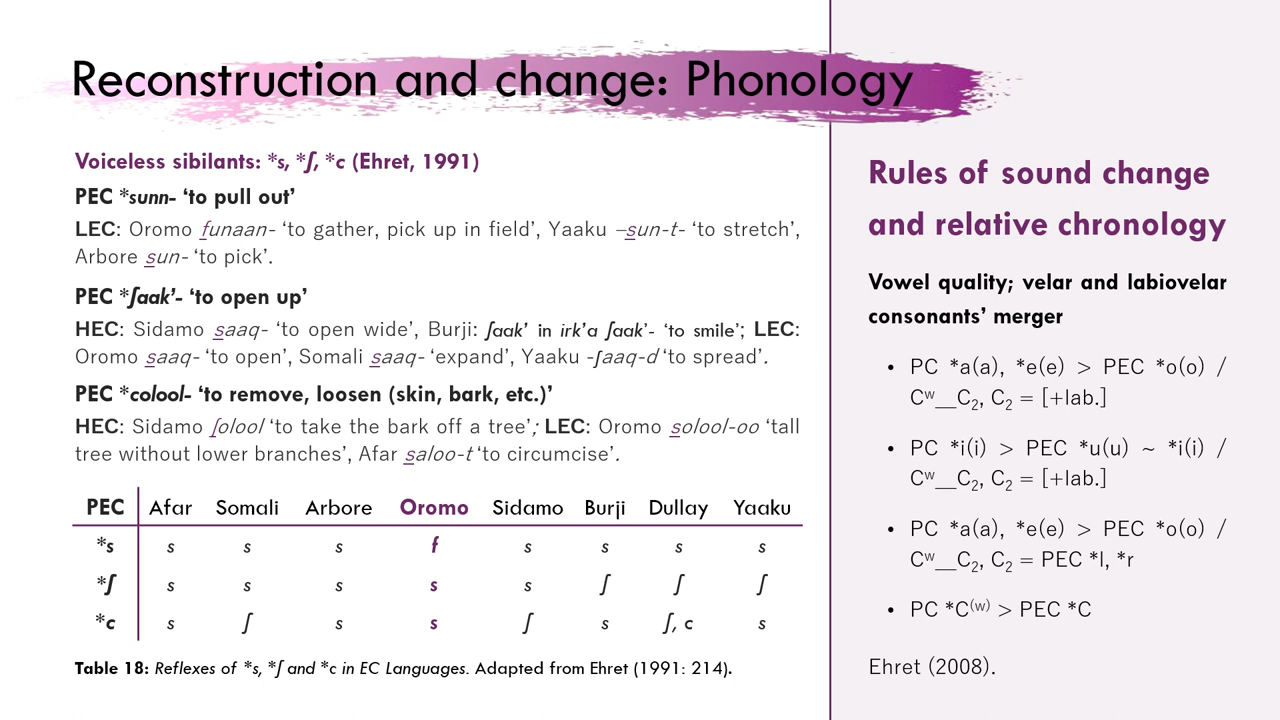 Reconstruction and change: Phonology
Voiceless sibilants: *s, *ʃ, *c (Ehret, 1991)
PEC *sunn- ‘to pull out’
LEC: Oromo funaan- ‘to gather, pick up in field’, Yaaku –sun-t- ‘to stretch’,
Arbore sun- ‘to pick’.
PEC *ʃaak’- ‘to open up’
HEC: Sidamo saaq- ‘to open wide’, Burji: ʃaak’ in irk’a ʃaak’- ‘to smile’; LEC:
Oromo saaq- ‘to open’, Somali saaq- ‘expand’, Yaaku -ʃaaq-d ‘to spread’.
PEC *colool- ‘to remove, loosen (skin, bark, etc.)’
HEC: Sidamo ʃolool ‘to take the bark off a tree’; LEC: Oromo solool-oo ‘tall
tree without lower branches’, Afar saloo-t ‘to circumcise’.
PEC Afar Somali Arbore Oromo Sidamo Burji Dullay Yaaku
*s s s s f s s s s
*ʃ s s s s s ʃ ʃ ʃ
*c s ʃ s s ʃ s ʃ, c s
Table 18: Reflexes of *s, *ʃ and *c in EC Languages. Adapted from Ehret (1991: 214).
Rules of sound change
and relative chronology
Vowel quality; velar and labiovelar
consonants’ merger
• PC *a(a), *e(e) > PEC *o(o) /
Cʷ__C₂, C₂ = [+lab.]
• PC *i(i) > PEC *u(u) ~ *i(i) /
Cʷ__C₂, C₂ = [+lab.]
• PC *a(a), *e(e) > PEC *o(o) /
Cʷ__C₂, C₂ = PEC *l, *r
• PC *C⁽ʷ⁾ > PEC *C
Ehret (2008).